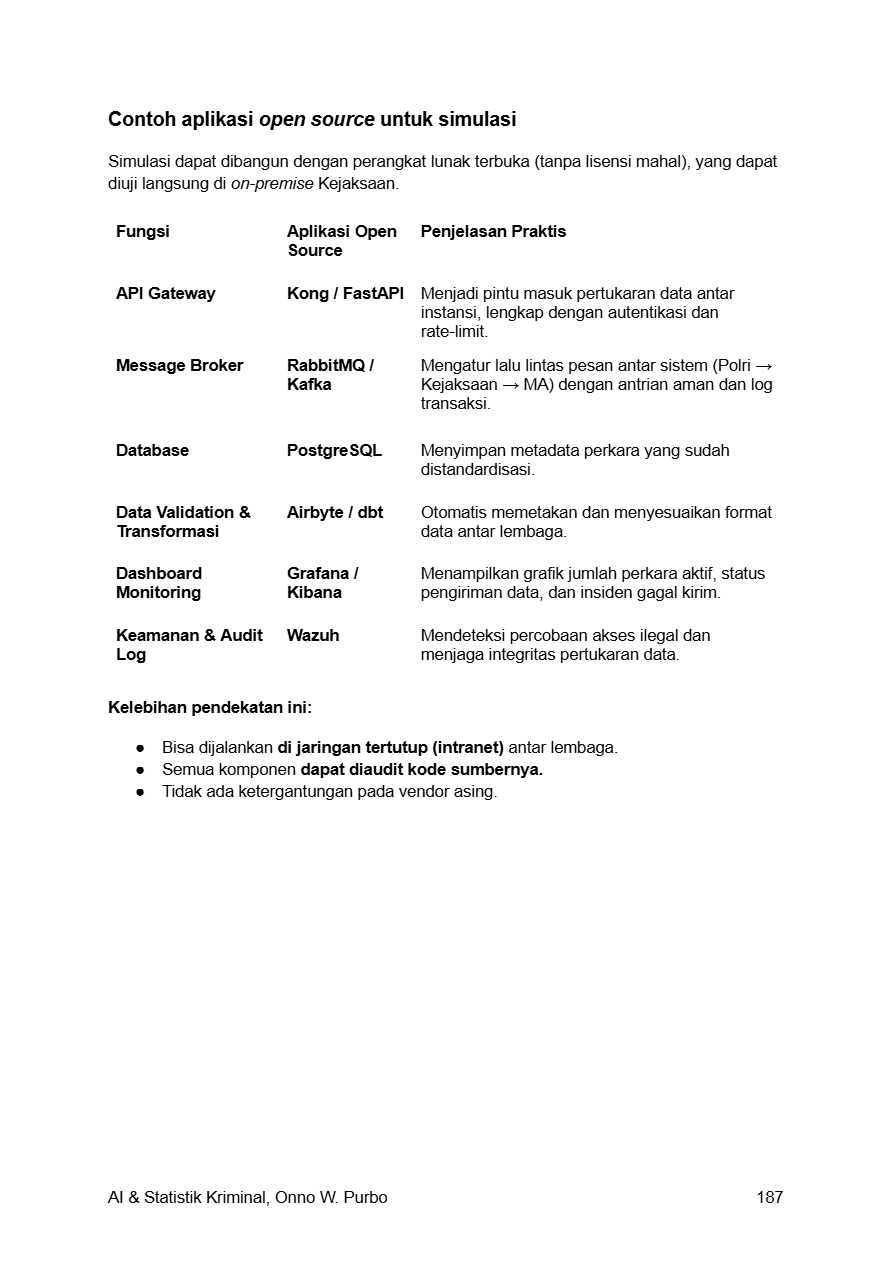 Contoh aplikasi open source untuk simulasi
Simulasi dapat dibangun dengan perangkat lunak terbuka (tanpa lisensi mahal), yang dapat
diuji langsung di on-premise Kejaksaan.
Fungsi
Aplikasi Open
Source
Penjelasan Praktis
API Gateway
Kong / FastAPI
Menjadi pintu masuk pertukaran data antar
instansi, lengkap dengan autentikasi dan
rate-limit.
Message Broker
RabbitMQ /
Kafka
Mengatur lalu lintas pesan antar sistem (Polri →
Kejaksaan → MA) dengan antrian aman dan log
transaksi.
Database
PostgreSQL
Menyimpan metadata perkara yang sudah
distandardisasi.
Data Validation &
Transformasi
Airbyte / dbt
Otomatis memetakan dan menyesuaikan format
data antar lembaga.
Dashboard
Monitoring
Grafana /
Kibana
Menampilkan grafik jumlah perkara aktif, status
pengiriman data, dan insiden gagal kirim.
Keamanan & Audit
Log
Wazuh
Mendeteksi percobaan akses ilegal dan
menjaga integritas pertukaran data.
Kelebihan pendekatan ini:
● Bisa dijalankan di jaringan tertutup (intranet) antar lembaga.
● Semua komponen dapat diaudit kode sumbernya.
● Tidak ada ketergantungan pada vendor asing.
AI & Statistik Kriminal, Onno W. Purbo
187